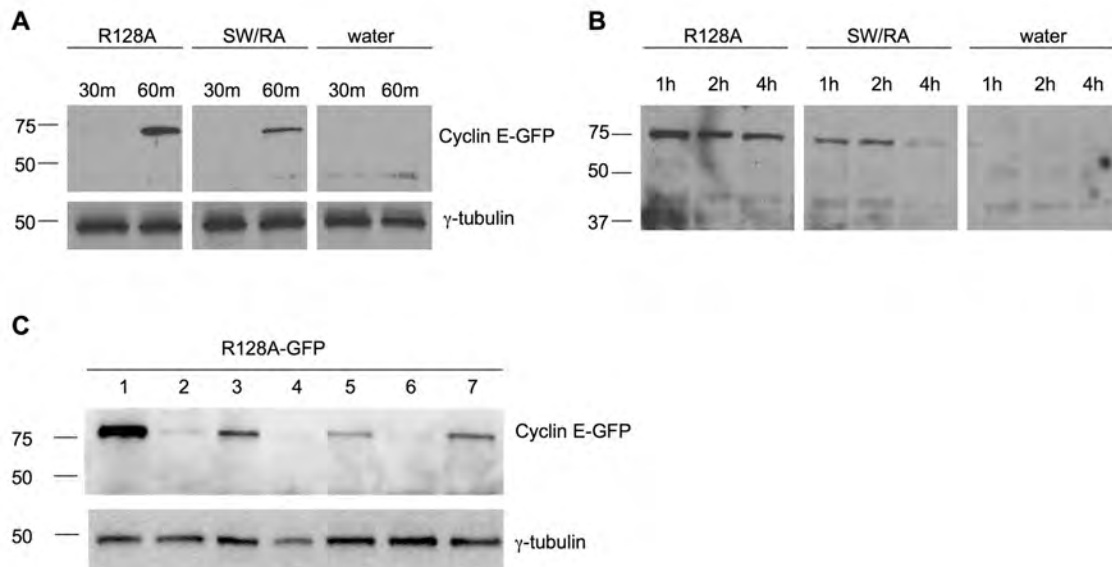 A
R128A SW/RA water
30m 60m 30m 60m 30m 60m
75
50
Cyclin E-GFP
50
γ-tubulin
B
R128A SW/RA water
1h 2h 4h 1h 2h 4h 1h 2h 4h
75
50
37
C
R128A-GFP
1 2 3 4 5 6 7
75
50
Cyclin E-GFP
50
γ-tubulin